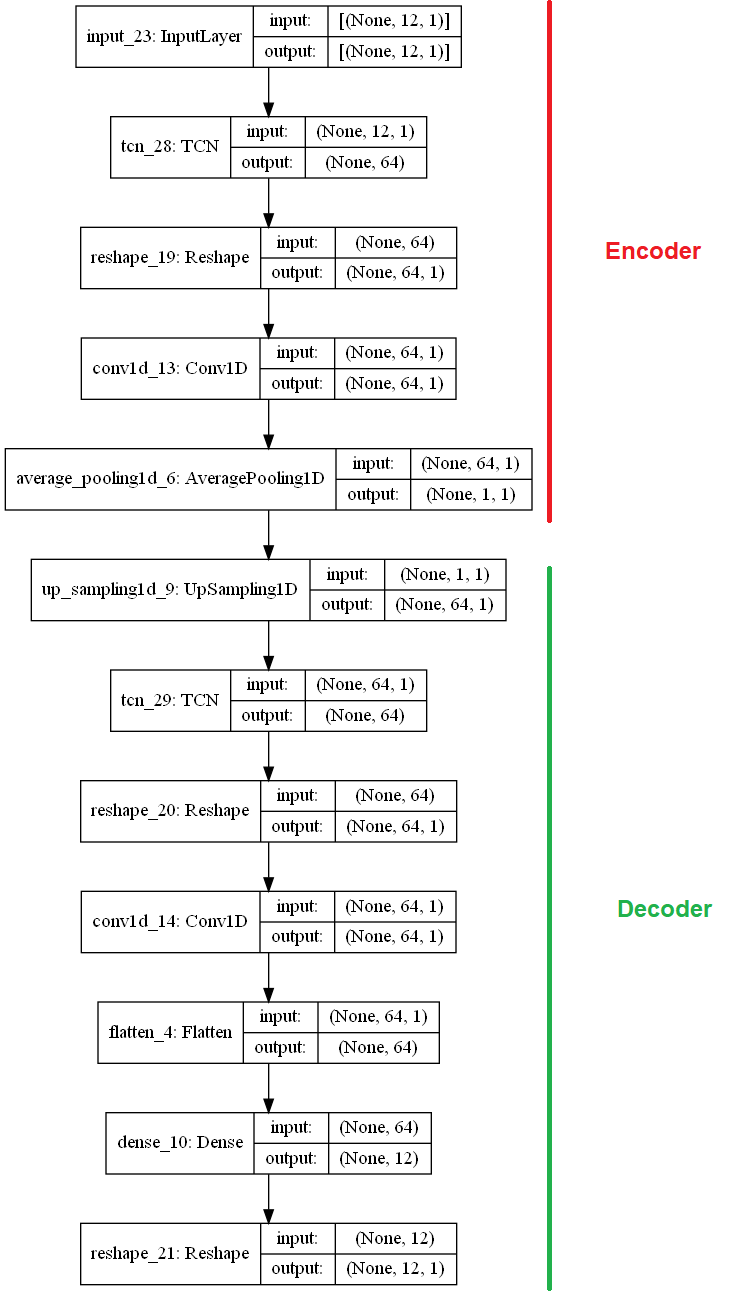 input_23: InputLayer
input: [(None, 12, 1)]
output: [(None, 12, 1)]
tcn_28: TCN
input: (None, 12, 1)
output: (None, 64)
reshape_19: Reshape
input: (None, 64)
output: (None, 64, 1)
Encoder
conv1d_13: Conv1D
input: (None, 64, 1)
output: (None, 64, 1)
average_pooling1d_6: AveragePooling1D
input: (None, 64, 1)
output: (None, 1, 1)
up_sampling1d_9: UpSampling1D
input: (None, 1, 1)
output: (None, 64, 1)
tcn_29: TCN
input: (None, 64, 1)
output: (None, 64)
reshape_20: Reshape
input: (None, 64)
output: (None, 64, 1)
conv1d_14: Conv1D
input: (None, 64, 1)
output: (None, 64, 1)
Decoder
flatten_4: Flatten
input: (None, 64, 1)
output: (None, 64)
dense_10: Dense
input: (None, 64)
output: (None, 12)
reshape_21: Reshape
input: (None, 12)
output: (None, 12, 1)